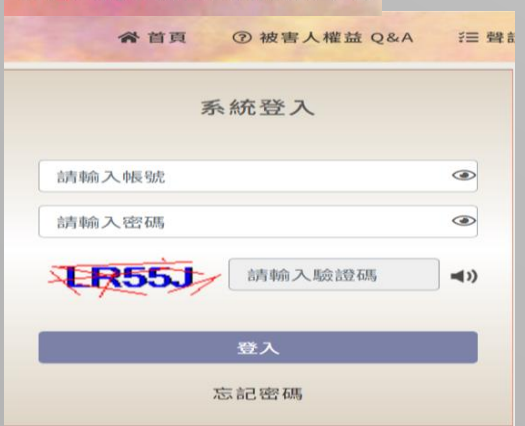 首頁 被害人權益 Q&A
系統登入
請輸入帳號
請輸入密碼
LR55J 請輸入驗證碼
登入
忘記密碼